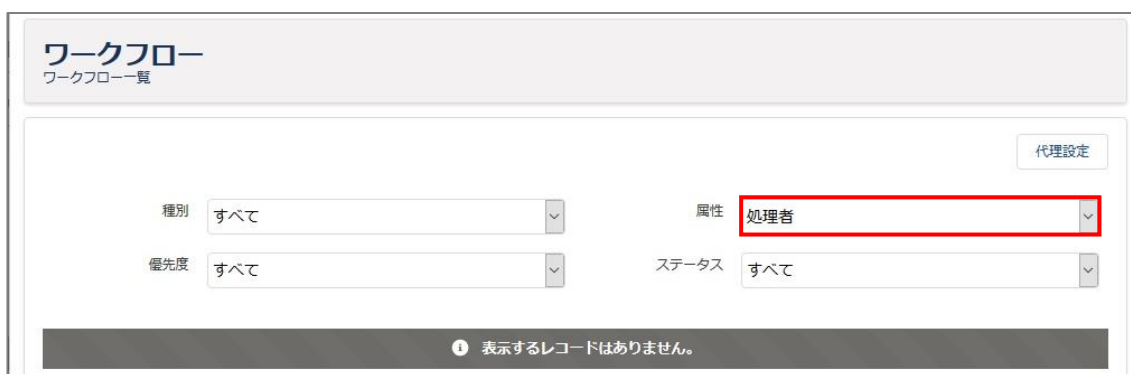 ワークフロー
ワークフロー一覧
代理設定
種別 すべて 属性 処理者
優先度 すべて ステータス すべて
表示するレコードはありません。